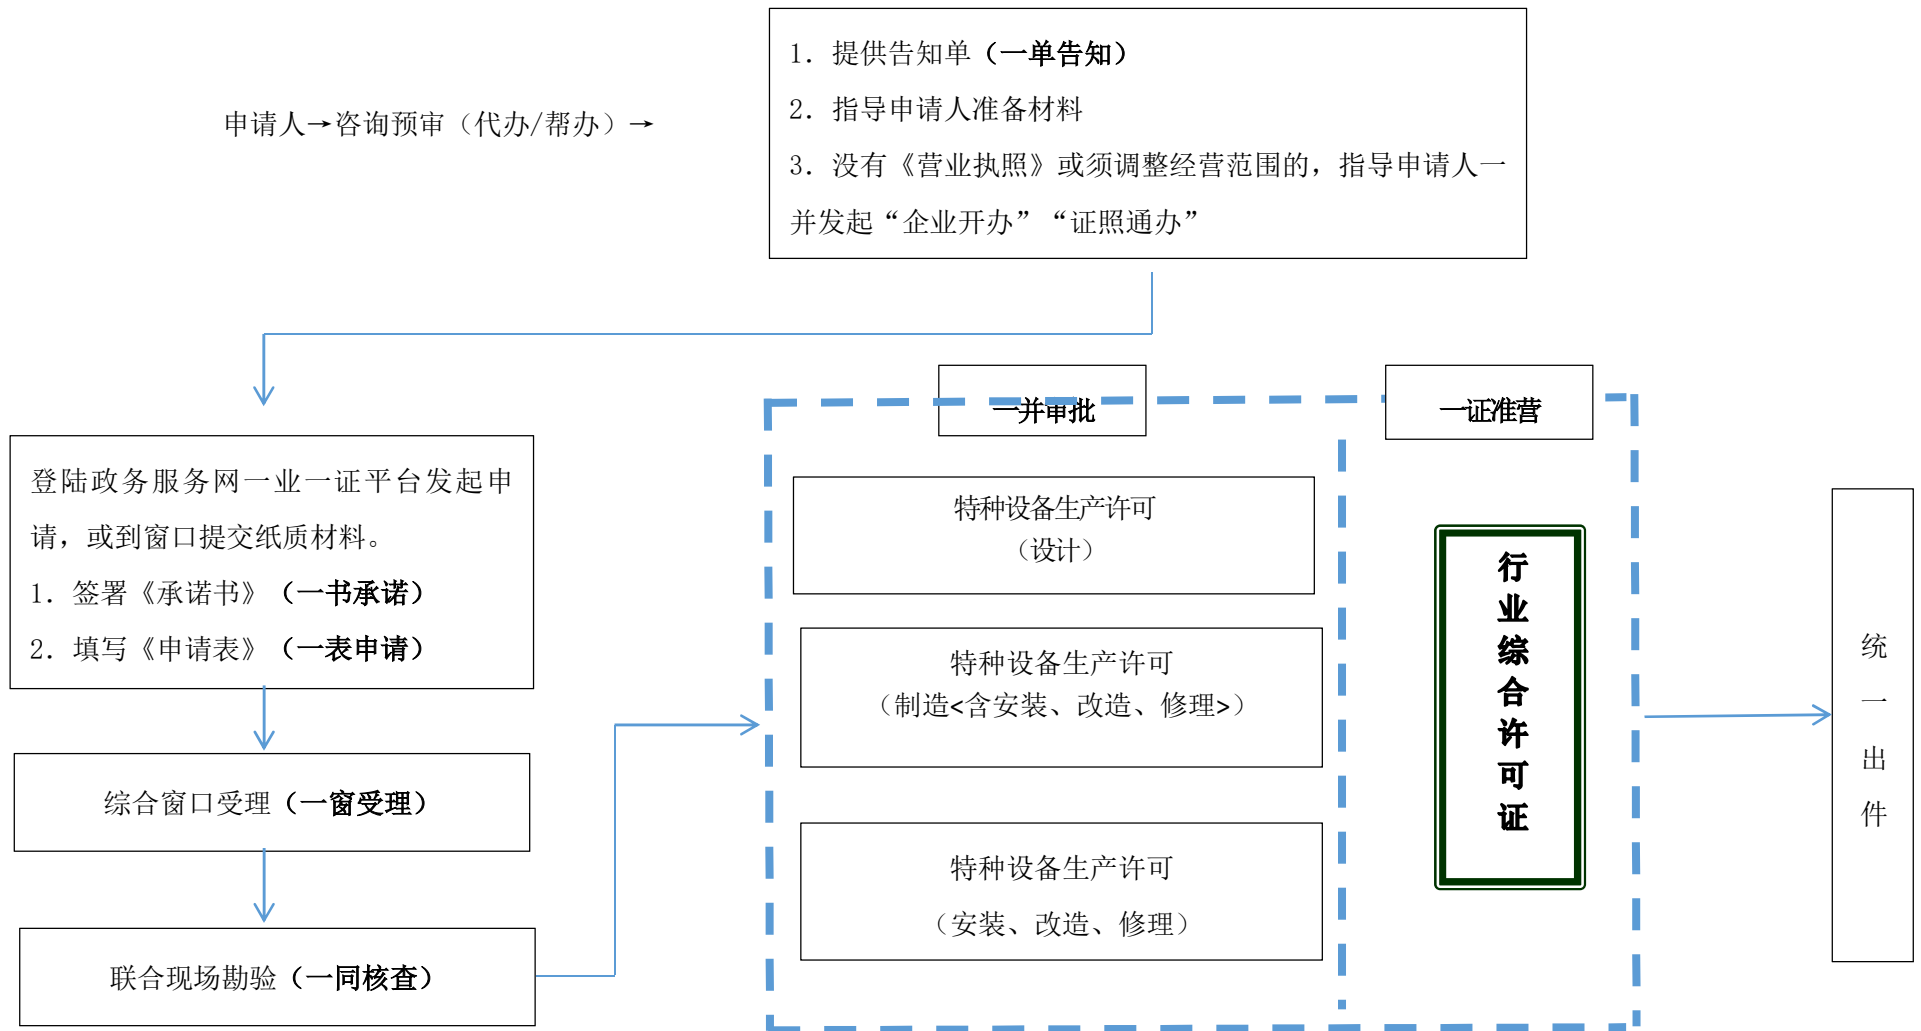 1. 提供告知单（一单告知）
2. 指导申请人准备材料
3. 没有《营业执照》或须调整经营范围的，指导申请人一
并发起“企业开办”“证照通办”
申请人→咨询预审（代办/帮办）→
登陆政务服务网一业一证平台发起申
请，或到窗口提交纸质材料。
1. 签署《承诺书》（一书承诺）
2. 填写《申请表》（一表申请）
综合窗口受理（一窗受理）
联合现场勘验（一同核查）
一并审批
特种设备生产许可
（设计）
特种设备生产许可
（制造<含安装、改造、修理>）
特种设备生产许可
（安装、改造、修理）
一证准营
行业综合许可证
统一出件